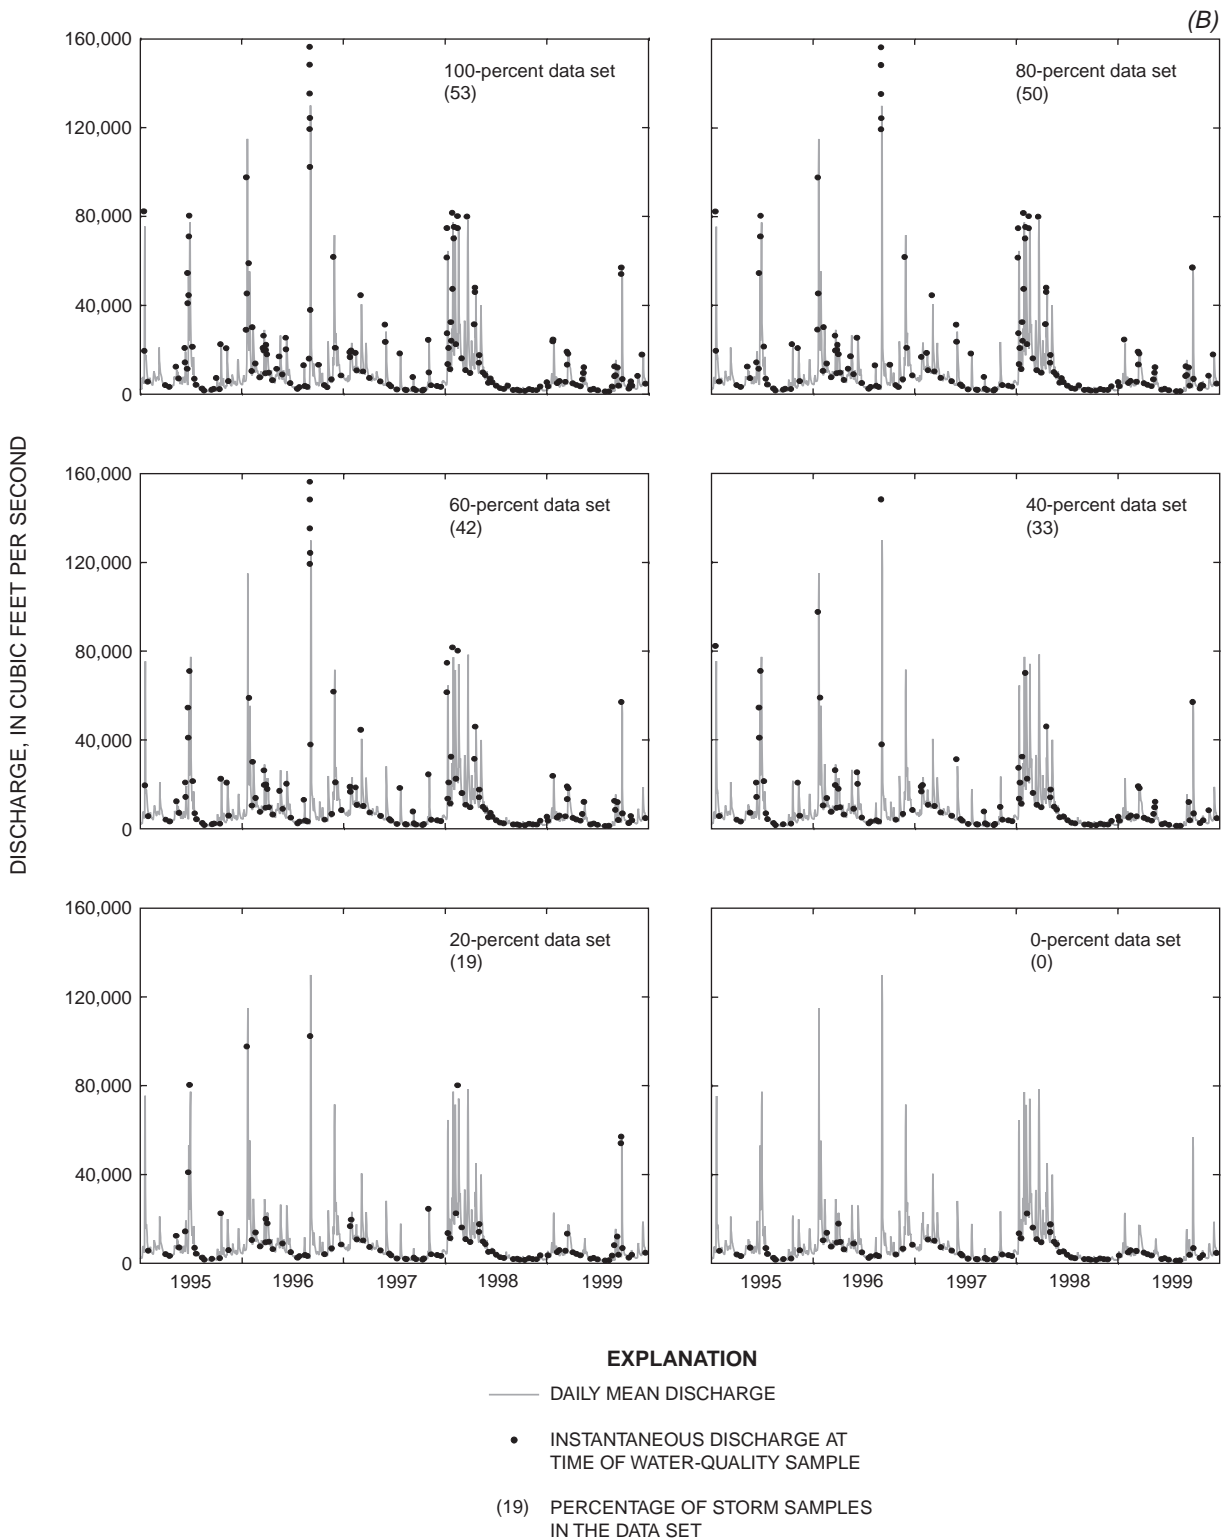 (B)
160,000
120,000
80,000
40,000
0
100-percent data set
(53)
80-percent data set
(50)
DISCHARGE, IN CUBIC FEET PER SECOND
160,000
120,000
80,000
40,000
0
60-percent data set
(42)
40-percent data set
(33)
160,000
120,000
80,000
40,000
0
20-percent data set
(19)
0-percent data set
(0)
1995 1996 1997 1998 1999
1995 1996 1997 1998 1999
EXPLANATION
DAILY MEAN DISCHARGE
INSTANTANEOUS DISCHARGE AT
TIME OF WATER-QUALITY SAMPLE
(19) PERCENTAGE OF STORM SAMPLES
IN THE DATA SET